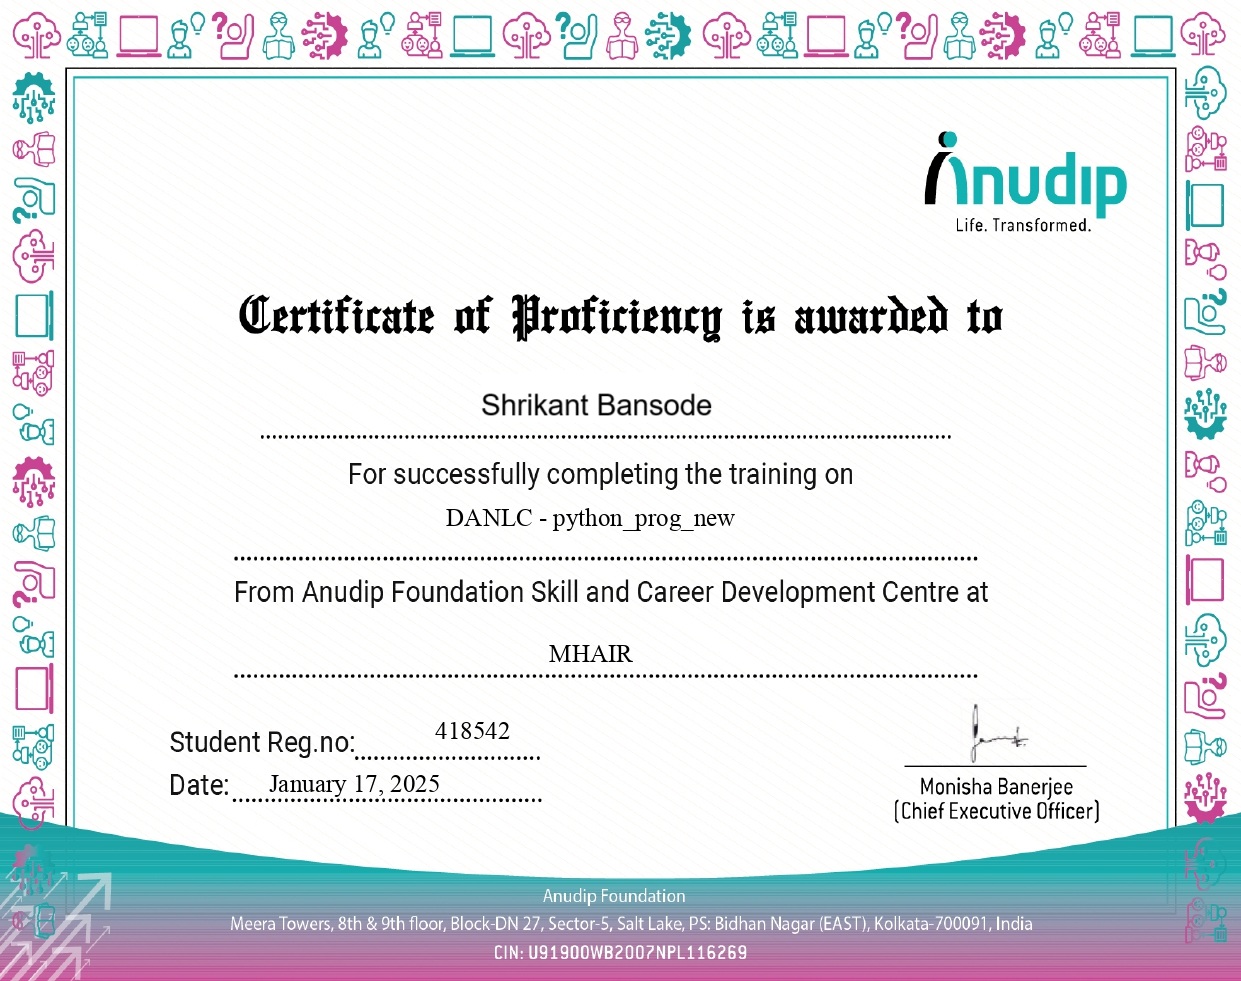 Anudip
Life. Transformed.
Certificate of Proficiency is awarded to
Shrikant Bansode
For successfully completing the training on
DANLC - python_prog_new
From Anudip Foundation Skill and Career Development Centre at
MHAIR
Student Reg.no: 418542
Date: January 17, 2025
Monisha Banerjee
(Chief Executive Officer)
Anudip Foundation
Meera Towers, 8th & 9th floor, Block-DN 27, Sector-5, Salt Lake, PS: Bidhan Nagar (EAST), Kolkata-700091, India
CIN: U91900WB2007NPL116269